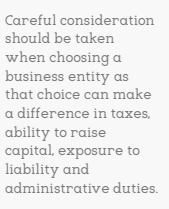 Careful consideration
should be taken
when choosing a
business entity as
that choice can make
a difference in taxes,
ability to raise
capital, exposure to
liability and
administrative duties.